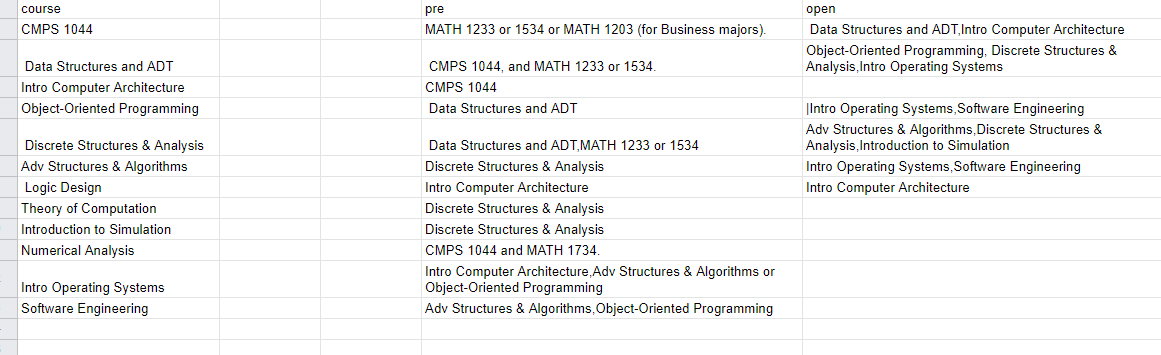 course pre open
CMPS 1044 MATH 1233 or 1534 or MATH 1203 (for Business majors). Data Structures and ADT,Intro Computer Architecture
Object-Oriented Programming, Discrete Structures &
Data Structures and ADT CMPS 1044, and MATH 1233 or 1534. Analysis,Intro Operating Systems
Intro Computer Architecture CMPS 1044
Object-Oriented Programming Data Structures and ADT |Intro Operating Systems,Software Engineering
Adv Structures & Algorithms,Discrete Structures &
Discrete Structures & Analysis Data Structures and ADT,MATH 1233 or 1534 Analysis,Introduction to Simulation
Adv Structures & Algorithms Discrete Structures & Analysis Intro Operating Systems,Software Engineering
Logic Design Intro Computer Architecture Intro Computer Architecture
Theory of Computation Discrete Structures & Analysis
Introduction to Simulation Discrete Structures & Analysis
Numerical Analysis CMPS 1044 and MATH 1734.
Intro Computer Architecture,Adv Structures & Algorithms or
Intro Operating Systems Object-Oriented Programming
Software Engineering Adv Structures & Algorithms,Object-Oriented Programming